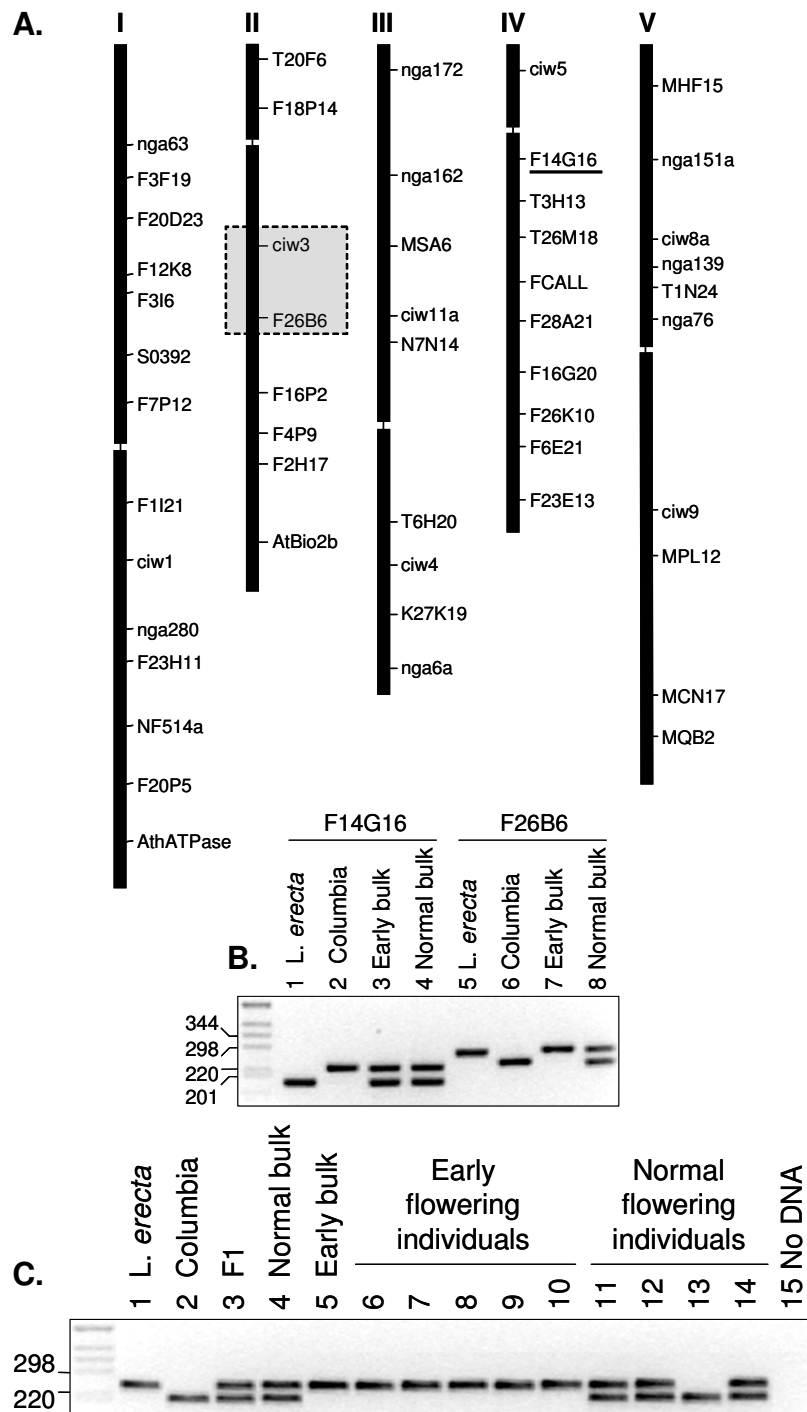 A.
I
II
III
IV
V
nga63
F3F19
F20D23
F12K8
F3I6
S0392
F7P12
F1I21
ciw1
nga280
F23H11
NF514a
F20P5
AthATPase
T20F6
F18P14
ciw3
F26B6
F16P2
F4P9
F2H17
AtBio2b
nga172
nga162
MSA6
ciw11a
N7N14
T6H20
ciw4
K27K19
nga6a
ciw5
F14G16
T3H13
T26M18
FCALL
F28A21
F16G20
F26K10
F6E21
F23E13
MHF15
nga151a
ciw8a
nga139
T1N24
nga76
ciw9
MPL12
MCN17
MQB2
B.
F14G16
F26B6
1 L. erecta
2 Columbia
3 Early bulk
4 Normal bulk
5 L. erecta
6 Columbia
7 Early bulk
8 Normal bulk
344
298
220
201
C.
1 L. erecta
2 Columbia
3 F1
4 Normal bulk
5 Early bulk
Early
flowering
individuals
6
7
8
9
10
Normal
flowering
individuals
11
12
13
14
15 No DNA
298
220